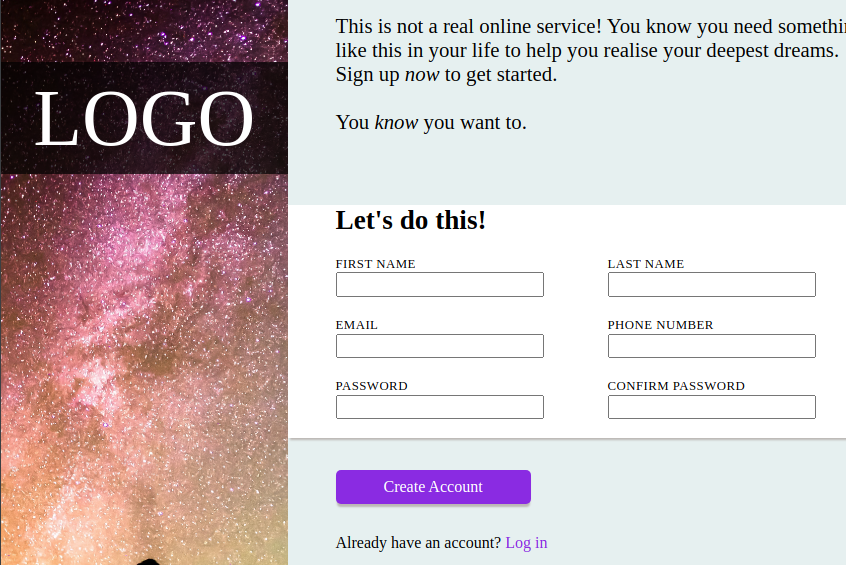 LOGO
This is not a real online service! You know you need somethi
like this in your life to help you realise your deepest dreams.
Sign up now to get started.
You know you want to.
Let's do this!
FIRST NAME
LAST NAME
EMAIL
PHONE NUMBER
PASSWORD
CONFIRM PASSWORD
Create Account
Already have an account? Log in